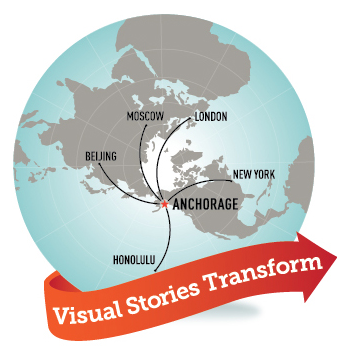 MOSCOW
LONDON
BEIJING
NEW YORK
ANCHORAGE
HONOLULU
Visual Stories Transform